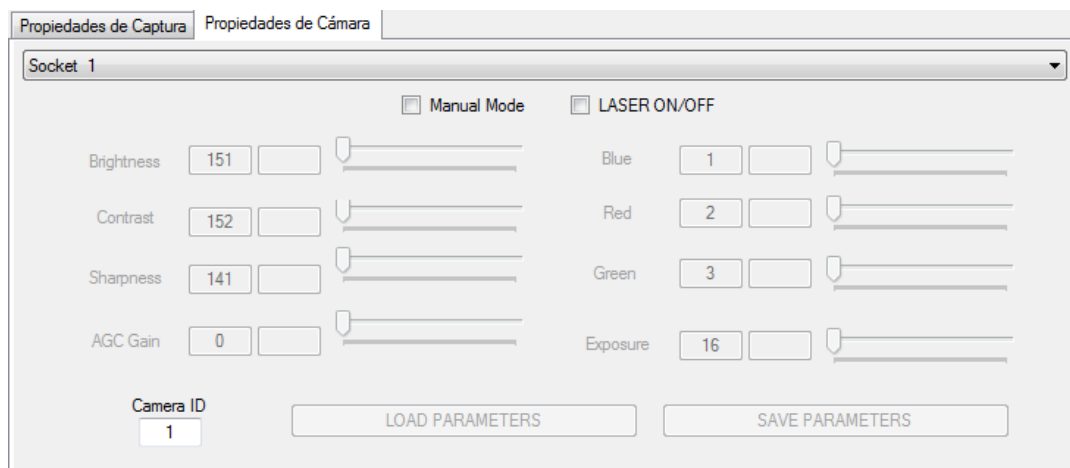 Propiedades de Captura Propiedades de Cámara
Socket 1
Manual Mode LASER ON/OFF
Brightness 151 Blue 1
Contrast 152 Red 2
Sharpness 141 Green 3
AGC Gain 0 Exposure 16
Camera ID
1 LOAD PARAMETERS SAVE PARAMETERS